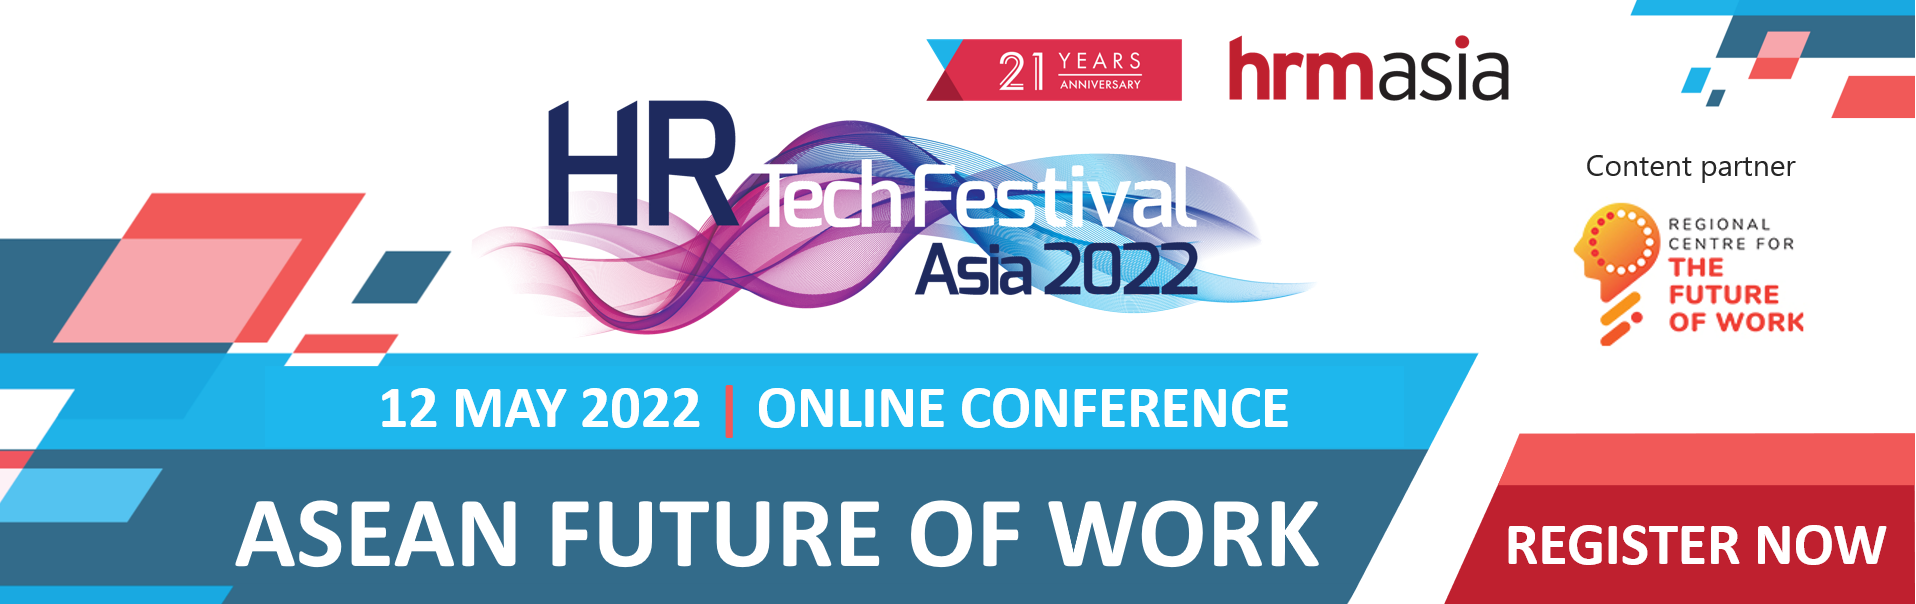 21 YEARS
ANNIVERSARY
hrmasia
HR Tech Festival
Asia 2022
Content partner
REGIONAL
CENTRE FOR
THE
FUTURE
OF WORK
12 MAY 2022 | ONLINE CONFERENCE
ASEAN FUTURE OF WORK
REGISTER NOW